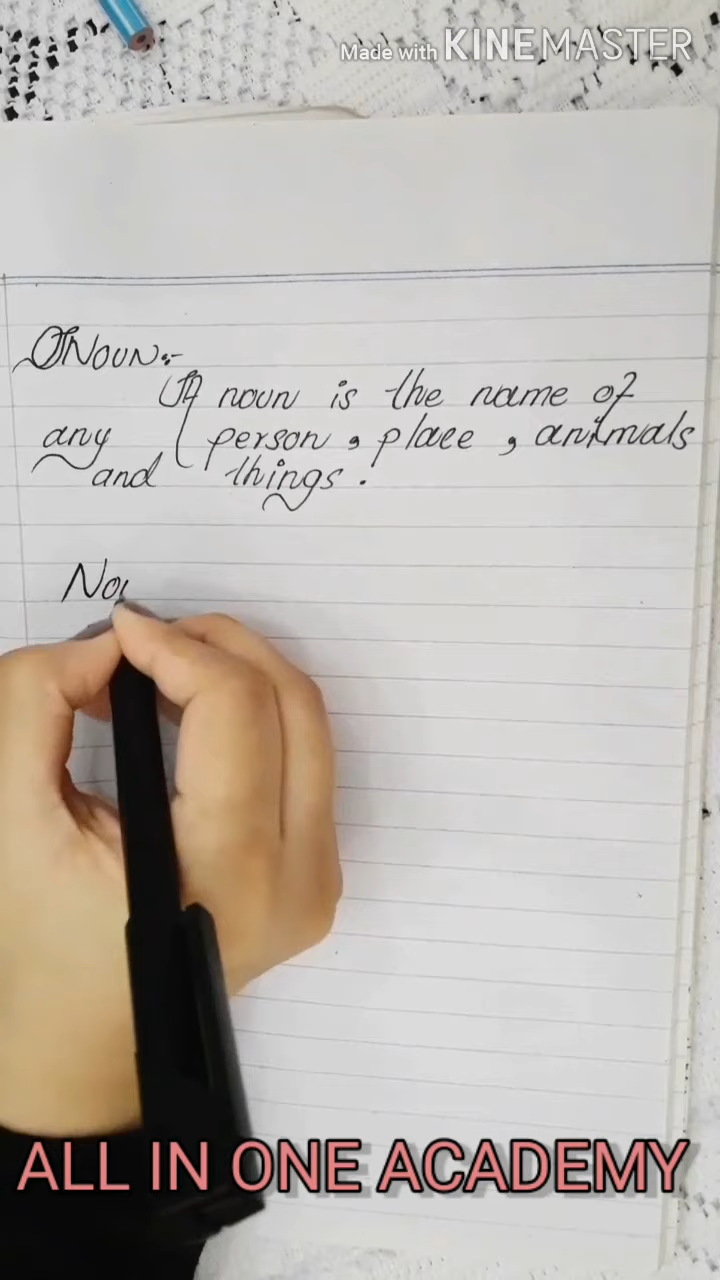 Made with KINEMASTER
Noun:-
A noun is the name of
any person, place, animals
and things.
Nou
ALL IN ONE ACADEMY